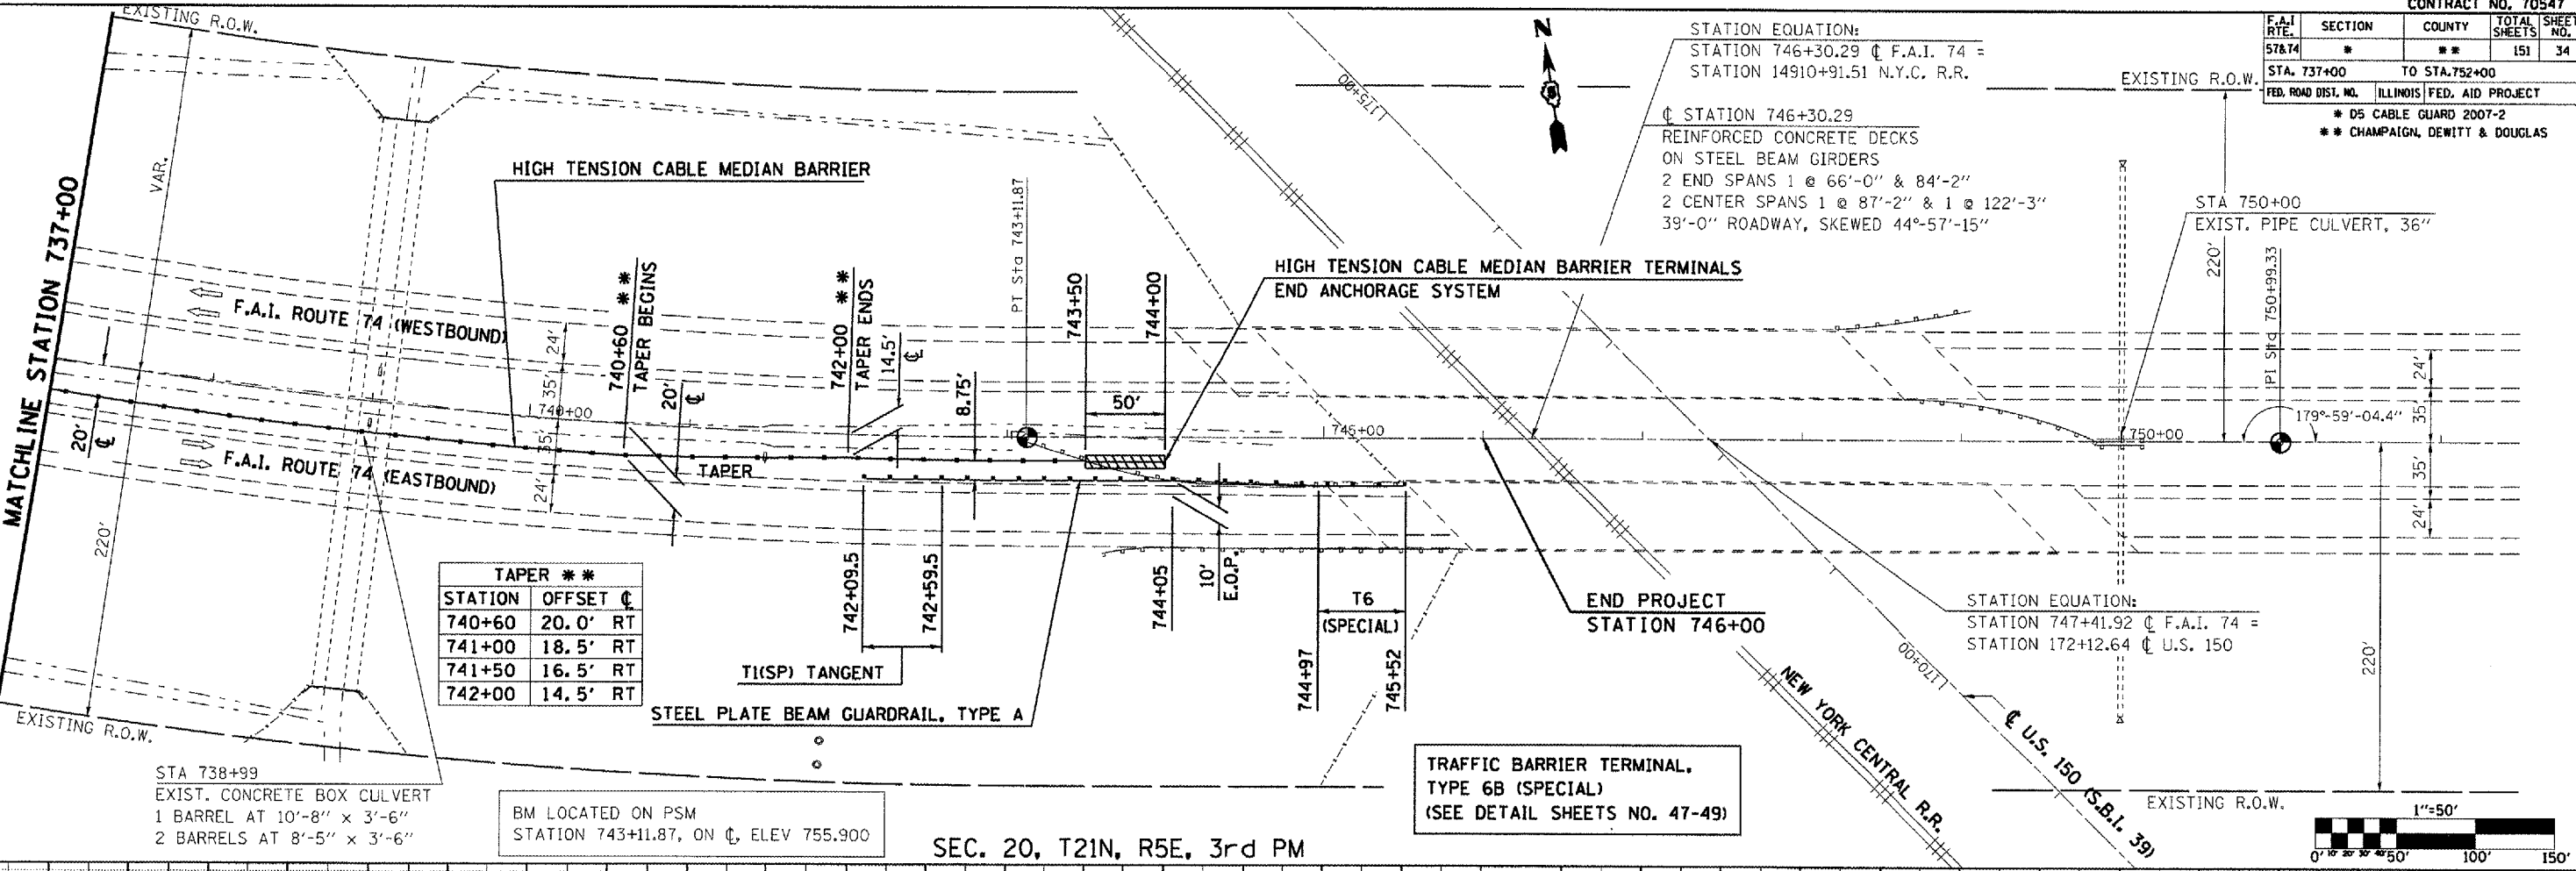 CONTRACT NO. 70547
F.A.I RTE. SECTION COUNTY TOTAL SHEETS SHEET NO.
57&74 * ** 151 34
STA. 737+00 TO STA.752+00
FED. ROAD DIST. NO. ILLINOIS FED. AID PROJECT
* D5 CABLE GUARD 2007-2
** CHAMPAIGN, DEWITT & DOUGLAS
EXISTING R.O.W.
EXISTING R.O.W.
N
STATION EQUATION:
STATION 746+30.29 ℄ F.A.I. 74 =
STATION 14910+91.51 N.Y.C. R.R.
℄ STATION 746+30.29
REINFORCED CONCRETE DECKS
ON STEEL BEAM GIRDERS
2 END SPANS 1 @ 66'-0" & 84'-2"
2 CENTER SPANS 1 @ 87'-2" & 1 @ 122'-3"
39'-0" ROADWAY, SKEWED 44°-57'-15"
175+00
MATCHLINE STATION 737+00
VAR.
HIGH TENSION CABLE MEDIAN BARRIER
PT Sta 743+11.87
STA 750+00
EXIST. PIPE CULVERT, 36"
220'
PI Sta 750+99.33
HIGH TENSION CABLE MEDIAN BARRIER TERMINALS
END ANCHORAGE SYSTEM
F.A.I. ROUTE 74 (WESTBOUND)
24'
35'
740+60 **
TAPER BEGINS
742+00 **
TAPER ENDS
14.5'
℄
743+50
744+00
20'
℄
8.75'
50'
24'
35'
179°-59'-04.4"
740+00
745+00
750+00
20'
℄
35'
24'
F.A.I. ROUTE 74 (EASTBOUND)
TAPER
35'
24'
220'
TAPER **
STATION OFFSET ℄
740+60 20.0' RT
741+00 18.5' RT
741+50 16.5' RT
742+00 14.5' RT
742+09.5
742+59.5
T1(SP) TANGENT
744+05
10'
E.O.P.
T6
(SPECIAL)
744+97
745+52
END PROJECT
STATION 746+00
STATION EQUATION:
STATION 747+41.92 ℄ F.A.I. 74 =
STATION 172+12.64 ℄ U.S. 150
170+00
220'
STEEL PLATE BEAM GUARDRAIL, TYPE A
NEW YORK CENTRAL R.R.
℄ U.S. 150 (S.B.I. 39)
EXISTING R.O.W.
EXISTING R.O.W.
STA 738+99
EXIST. CONCRETE BOX CULVERT
1 BARREL AT 10'-8" x 3'-6"
2 BARRELS AT 8'-5" x 3'-6"
BM LOCATED ON PSM
STATION 743+11.87, ON ℄, ELEV 755.900
SEC. 20, T21N, R5E, 3rd PM
TRAFFIC BARRIER TERMINAL,
TYPE 6B (SPECIAL)
(SEE DETAIL SHEETS NO. 47-49)
1"=50'
0' 10' 20' 30' 40' 50' 100' 150'